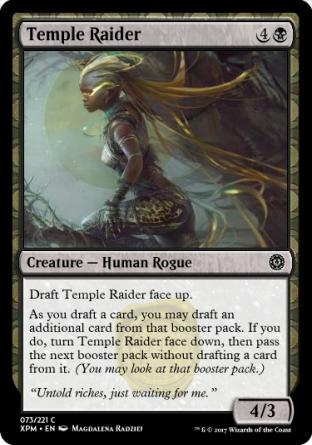 Temple Raider 4
Creature — Human Rogue
Draft Temple Raider face up.
As you draft a card, you may draft an
additional card from that booster pack. If you
do, turn Temple Raider face down, then pass
the next booster pack without drafting a card
from it. (You may look at that booster pack.)
“Untold riches, just waiting for me.”
4/3
073/221 C
XPM • EN Magdalena Radziej
™ & © 2017 Wizards of the Coast